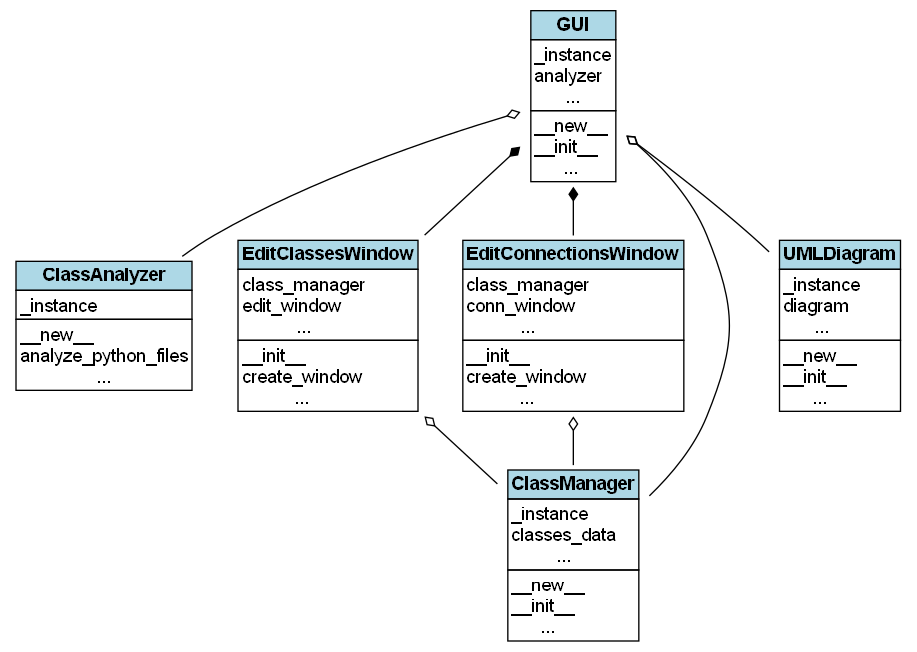 GUI
_instance
analyzer
...
__new__
__init__
...
ClassAnalyzer
_instance
__new__
analyze_python_files
...
EditClassesWindow
class_manager
edit_window
...
__init__
create_window
...
EditConnectionsWindow
class_manager
conn_window
...
__init__
create_window
...
UMLDiagram
_instance
diagram
...
__new__
__init__
...
ClassManager
_instance
classes_data
...
__new__
__init__
...